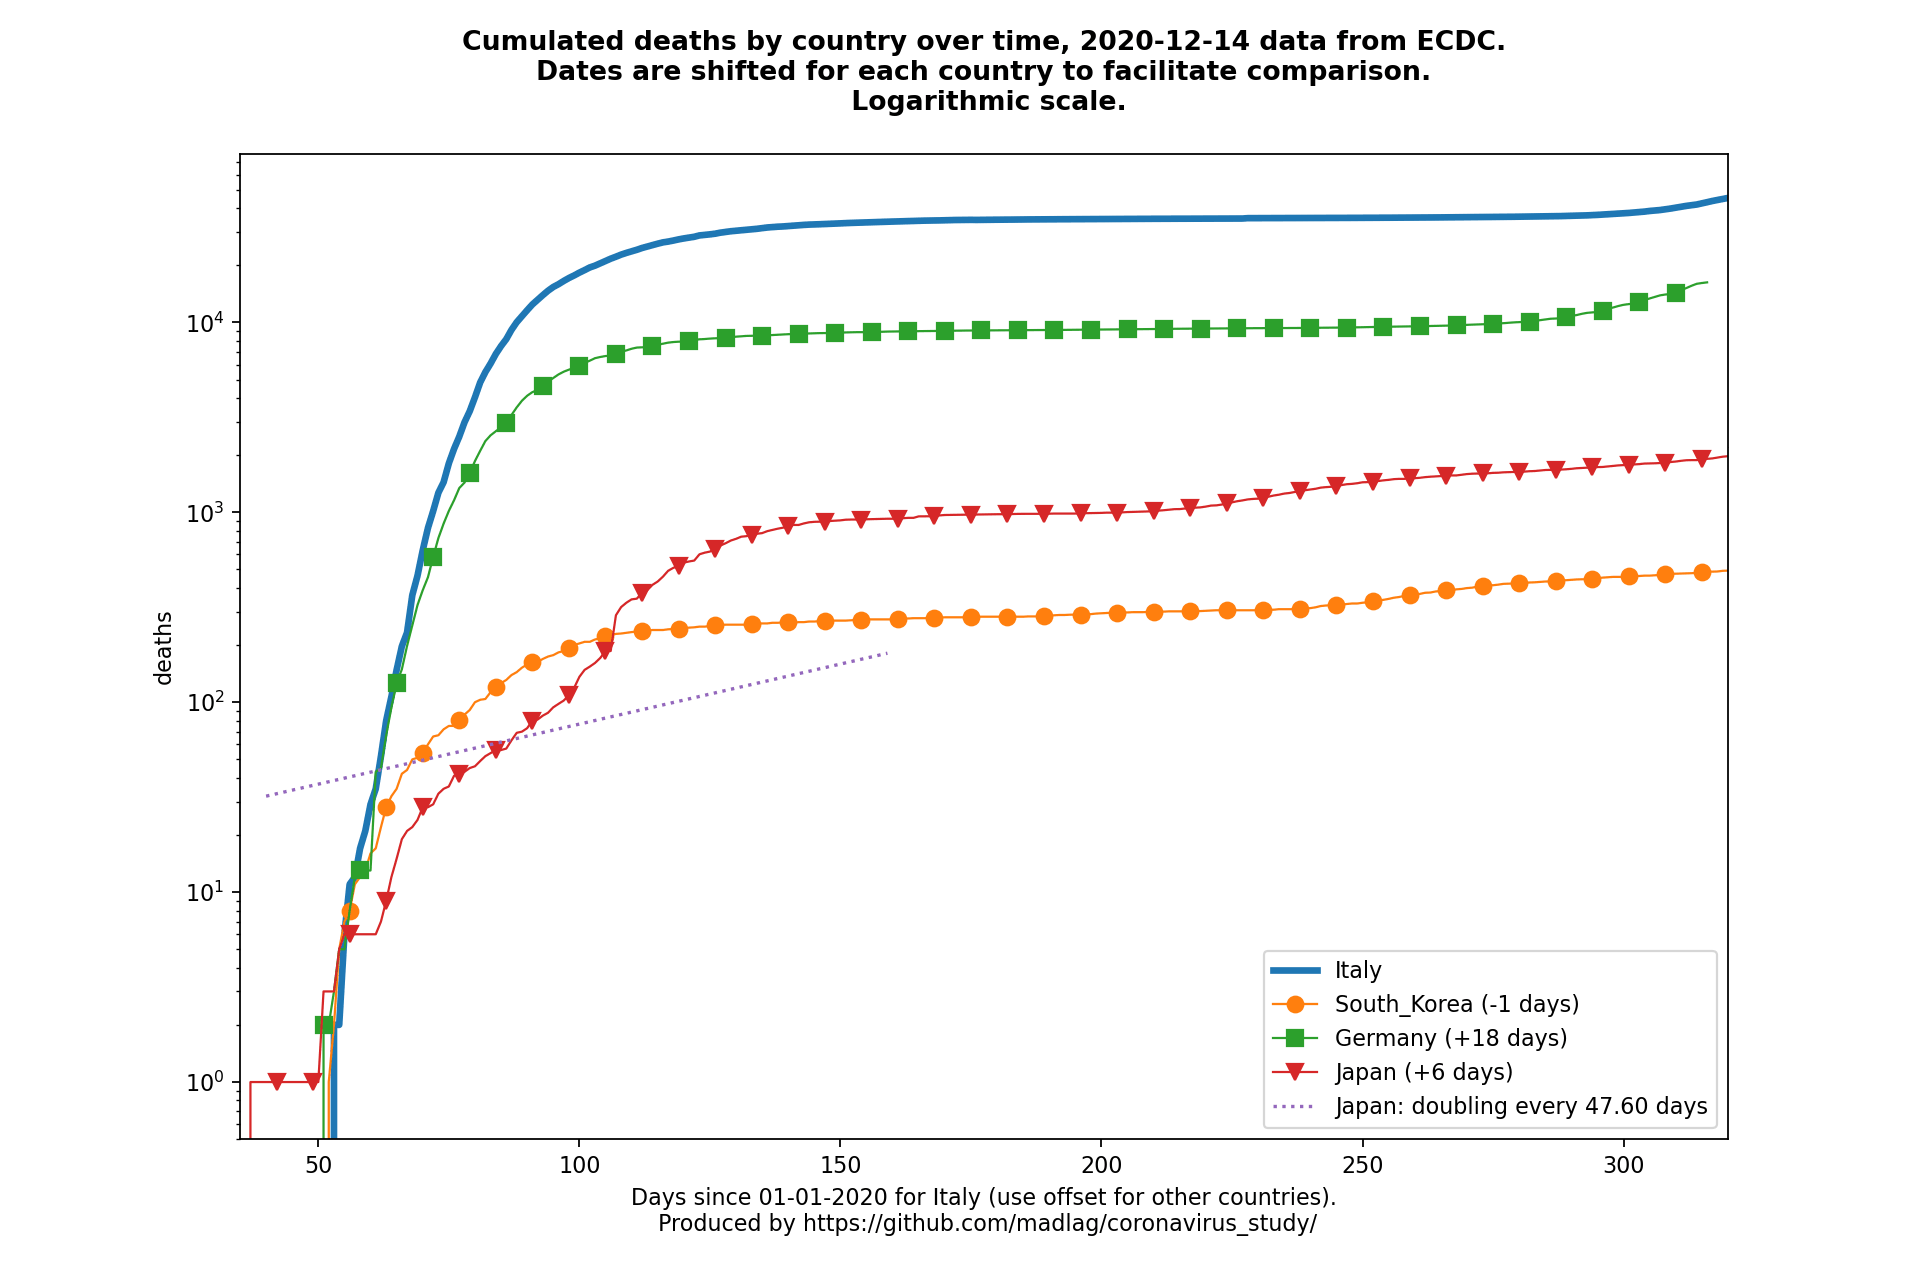 Cumulated deaths by country over time, 2020-12-14 data from ECDC.
Dates are shifted for each country to facilitate comparison.
Logarithmic scale.
deaths
10^4
10^3
10^2
10^1
10^0
50 100 150 200 250 300
Italy
South_Korea (-1 days)
Germany (+18 days)
Japan (+6 days)
Japan: doubling every 47.60 days
Days since 01-01-2020 for Italy (use offset for other countries).
Produced by https://github.com/madlag/coronavirus_study/